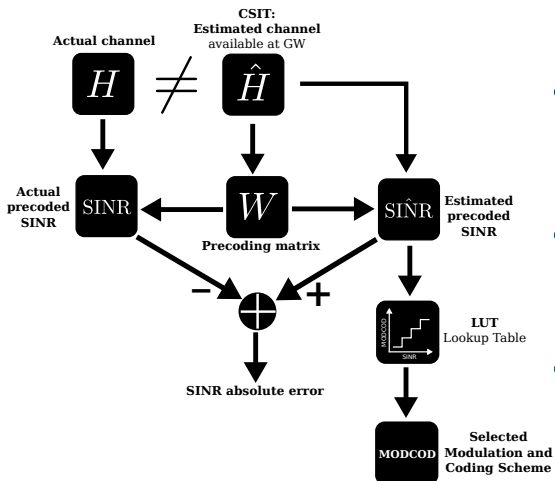 CSIT:
Estimated channel
available at GW
Actual channel
H
≠
Ĥ
Actual
precoded
SINR
SINR
W
Precoding matrix
SIN̂R
Estimated
precoded
SINR
−
+
MODCOD
SINR
LUT
Lookup Table
SINR absolute error
MODCOD
Selected
Modulation and
Coding Scheme